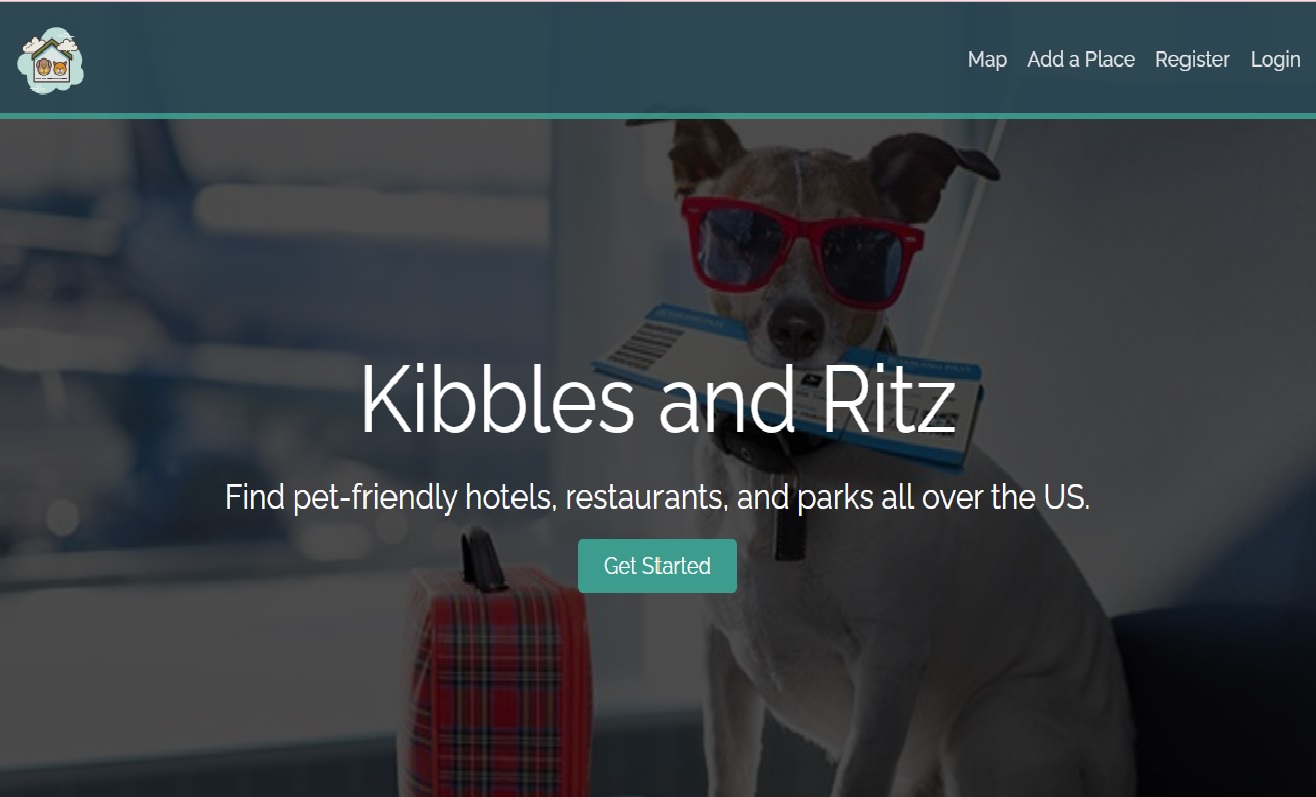 Map Add a Place Register Login
Kibbles and Ritz
Find pet-friendly hotels, restaurants, and parks all over the US.
Get Started